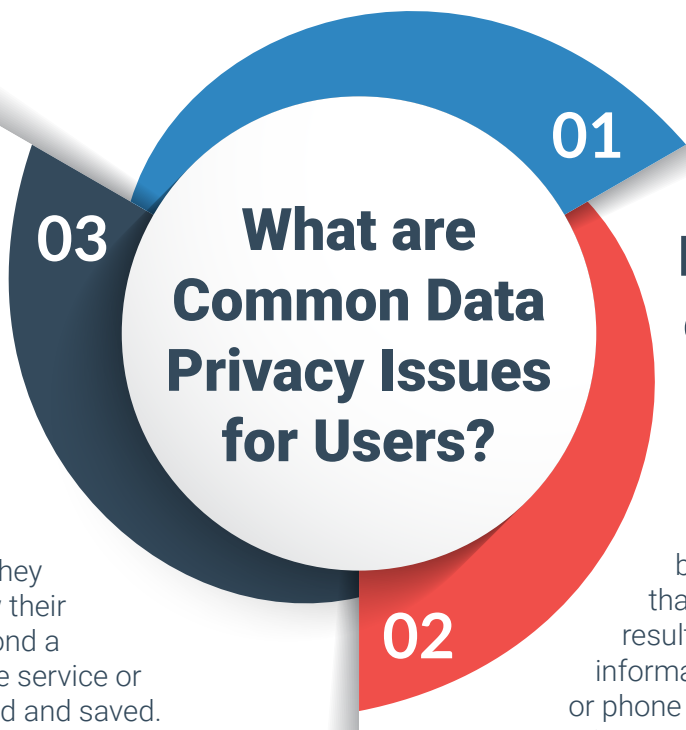 01
03
What are
Common Data
Privacy Issues
for Users?
02
hey
their
ond a
e service or
d and saved.
b
tha
result
informa
or phone